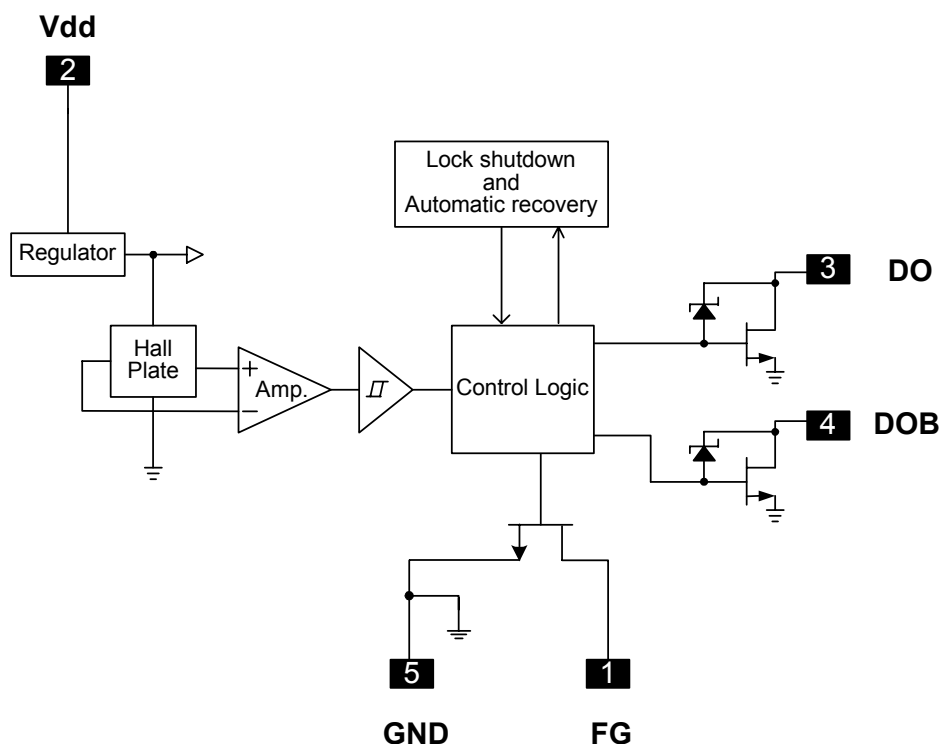 Vdd
2
Lock shutdown
and
Automatic recovery
Regulator
3 DO
Hall
Plate
+
Amp.
−
Control Logic
4 DOB
5
1
GND
FG